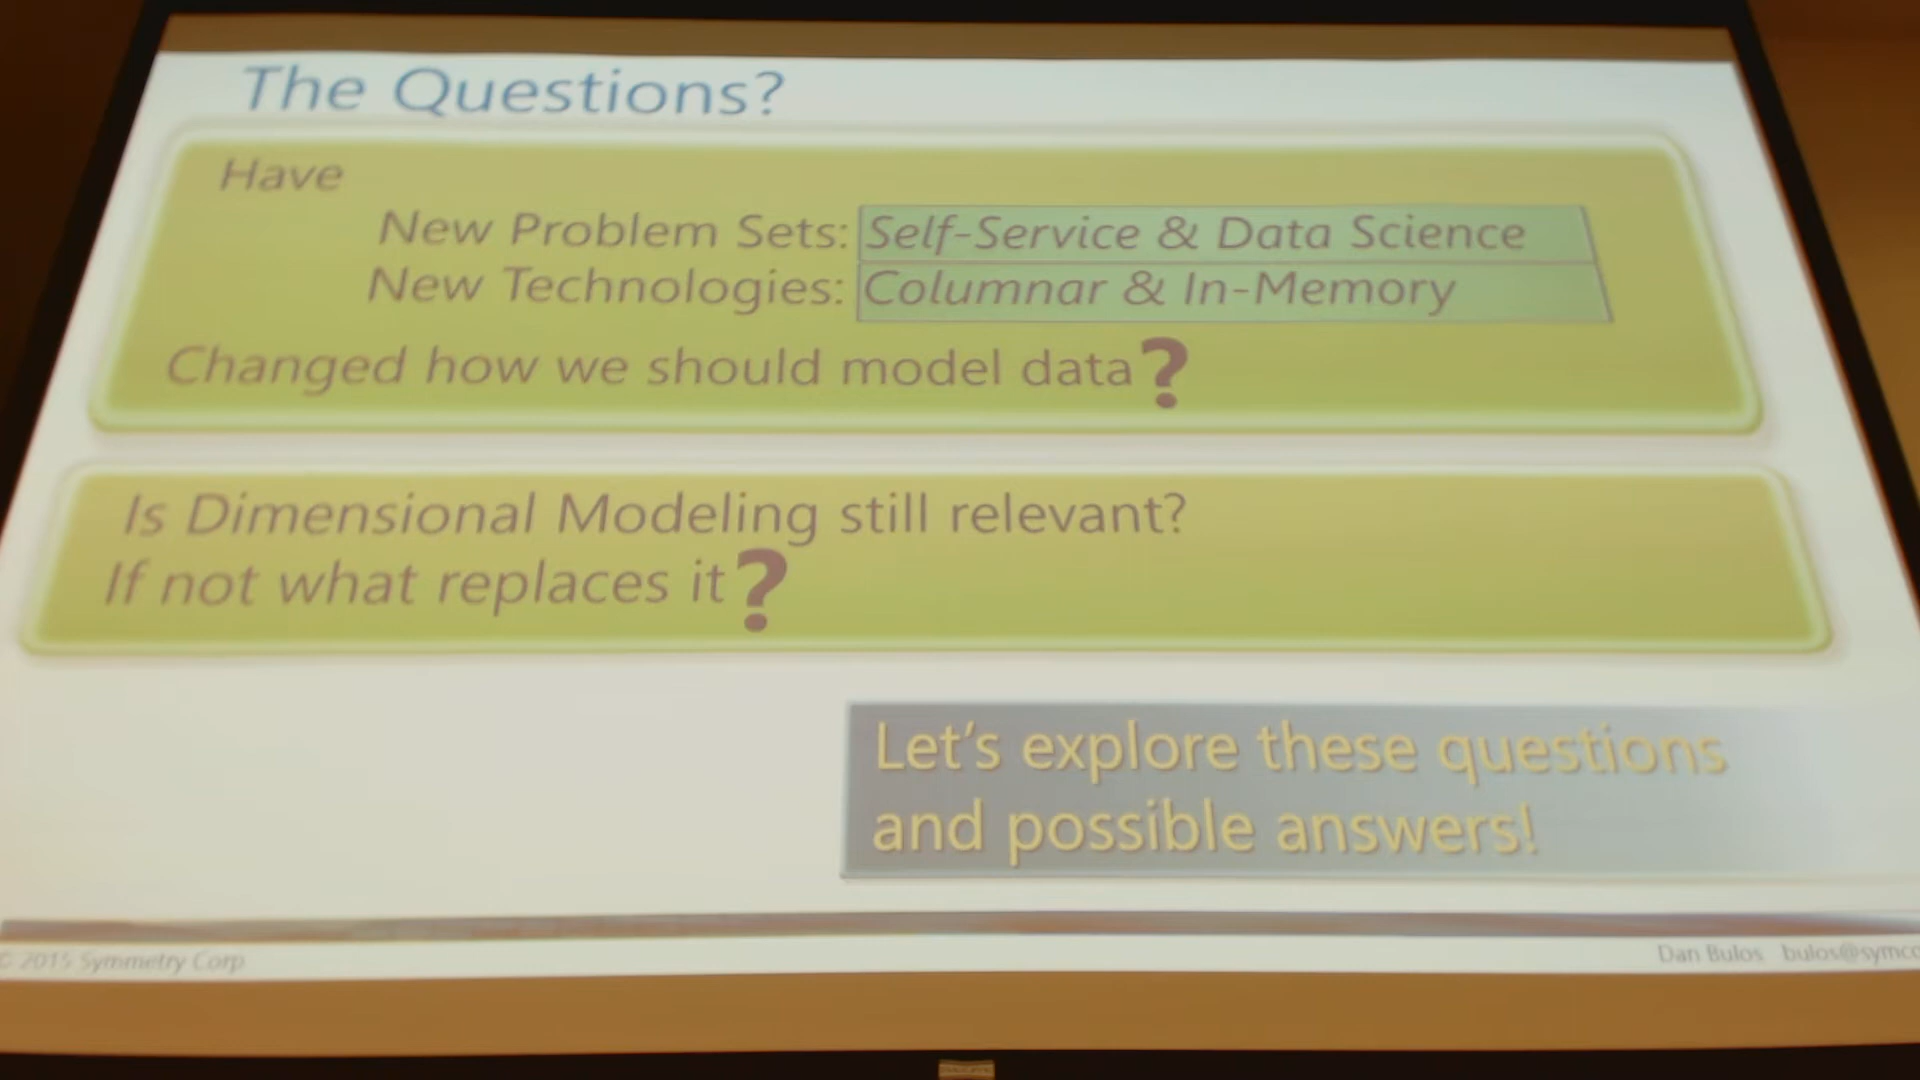 The Questions?
Have
New Problem Sets: Self-Service & Data Science
New Technologies: Columnar & In-Memory
Changed how we should model data?
Is Dimensional Modeling still relevant?
If not what replaces it?
Let's explore these questions
and possible answers!
© 2015 Symmetry Corp
Dan Bulos bulos@symco